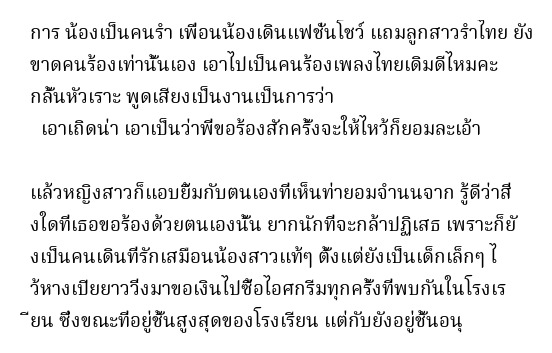 การ น้องเป็นคนรำ เพื่อนน้องเดินแฟชั่นโชว์ แถมลูกสาวรำไทย ยัง
ขาดคนร้องเท่านั้นเอง เอาไปเป็นคนร้องเพลงไทยเดิมดีไหมคะ
กลั้นหัวเราะ พูดเสียงเป็นงานเป็นการว่า
เอาเถิดน่า เอาเป็นว่าพี่ขอร้องสักครั้งจะให้ไหว้ก็ยอมละเอ้า
แล้วหญิงสาวก็แอบยิ้มกับตนเองที่เห็นท่ายอมจำนนจาก รู้ดีว่าสิ่
งใดที่เธอขอร้องด้วยตนเองนั้น ยากนักที่จะกล้าปฏิเสธ เพราะก็ยั
งเป็นคนเดินที่รักเสมือนน้องสาวแท้ๆ ตั้งแต่ยังเป็นเด็กเล็กๆ ไ
ว้หางเปียยาววิ่งมาขอเงินไปซื้อไอศกรีมทุกครั้งที่พบกันในโรงเร
ียน ซึ่งขณะที่อยู่ชั้นสูงสุดของโรงเรียน แต่กับยังอยู่ชั้นอนุ